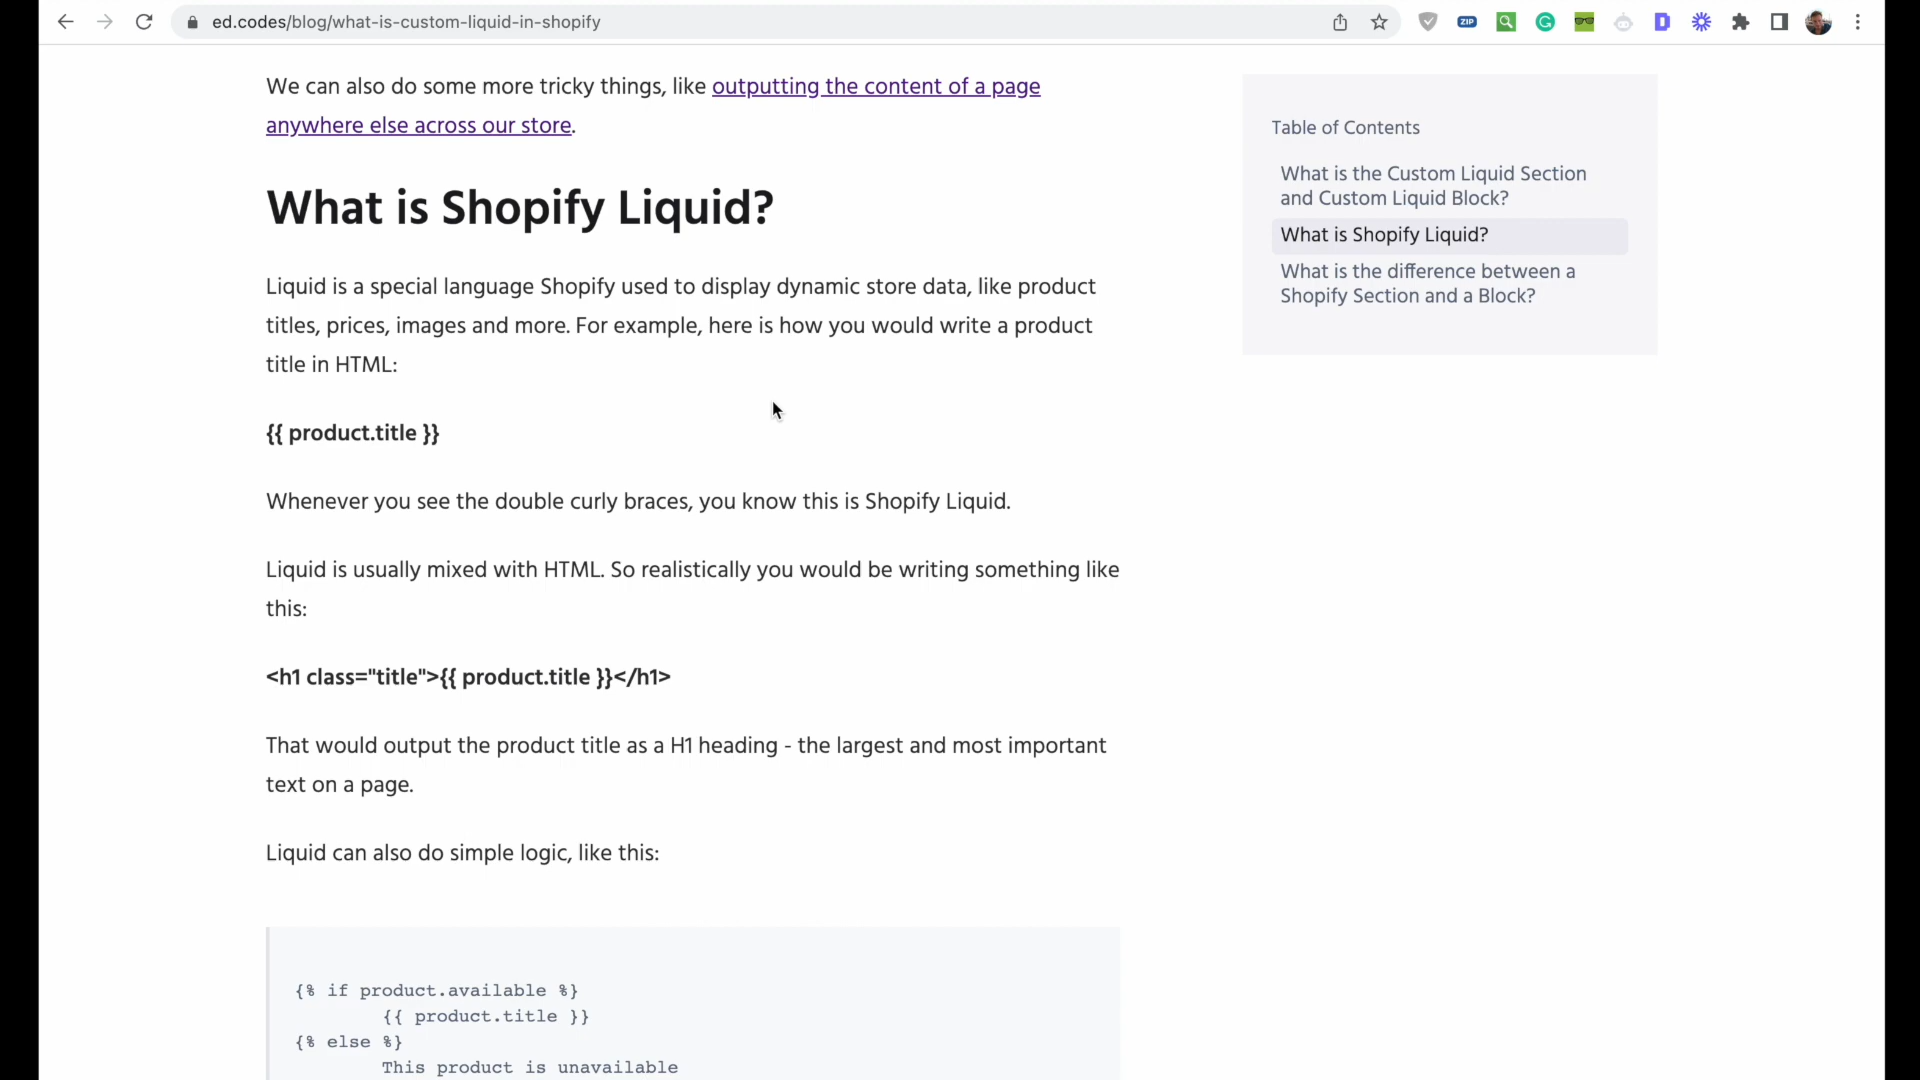 ed.codes/blog/what-is-custom-liquid-in-shopify
ZIP
We can also do some more tricky things, like outputting the content of a page
anywhere else across our store.
What is Shopify Liquid?
Liquid is a special language Shopify used to display dynamic store data, like product
titles, prices, images and more. For example, here is how you would write a product
title in HTML:
{{ product.title }}
Whenever you see the double curly braces, you know this is Shopify Liquid.
Liquid is usually mixed with HTML. So realistically you would be writing something like
this:
<h1 class="title">{{ product.title }}</h1>
That would output the product title as a H1 heading - the largest and most important
text on a page.
Liquid can also do simple logic, like this:
{% if product.available %}
{{ product.title }}
{% else %}
This product is unavailable
Table of Contents
What is the Custom Liquid Section
and Custom Liquid Block?
What is Shopify Liquid?
What is the difference between a
Shopify Section and a Block?